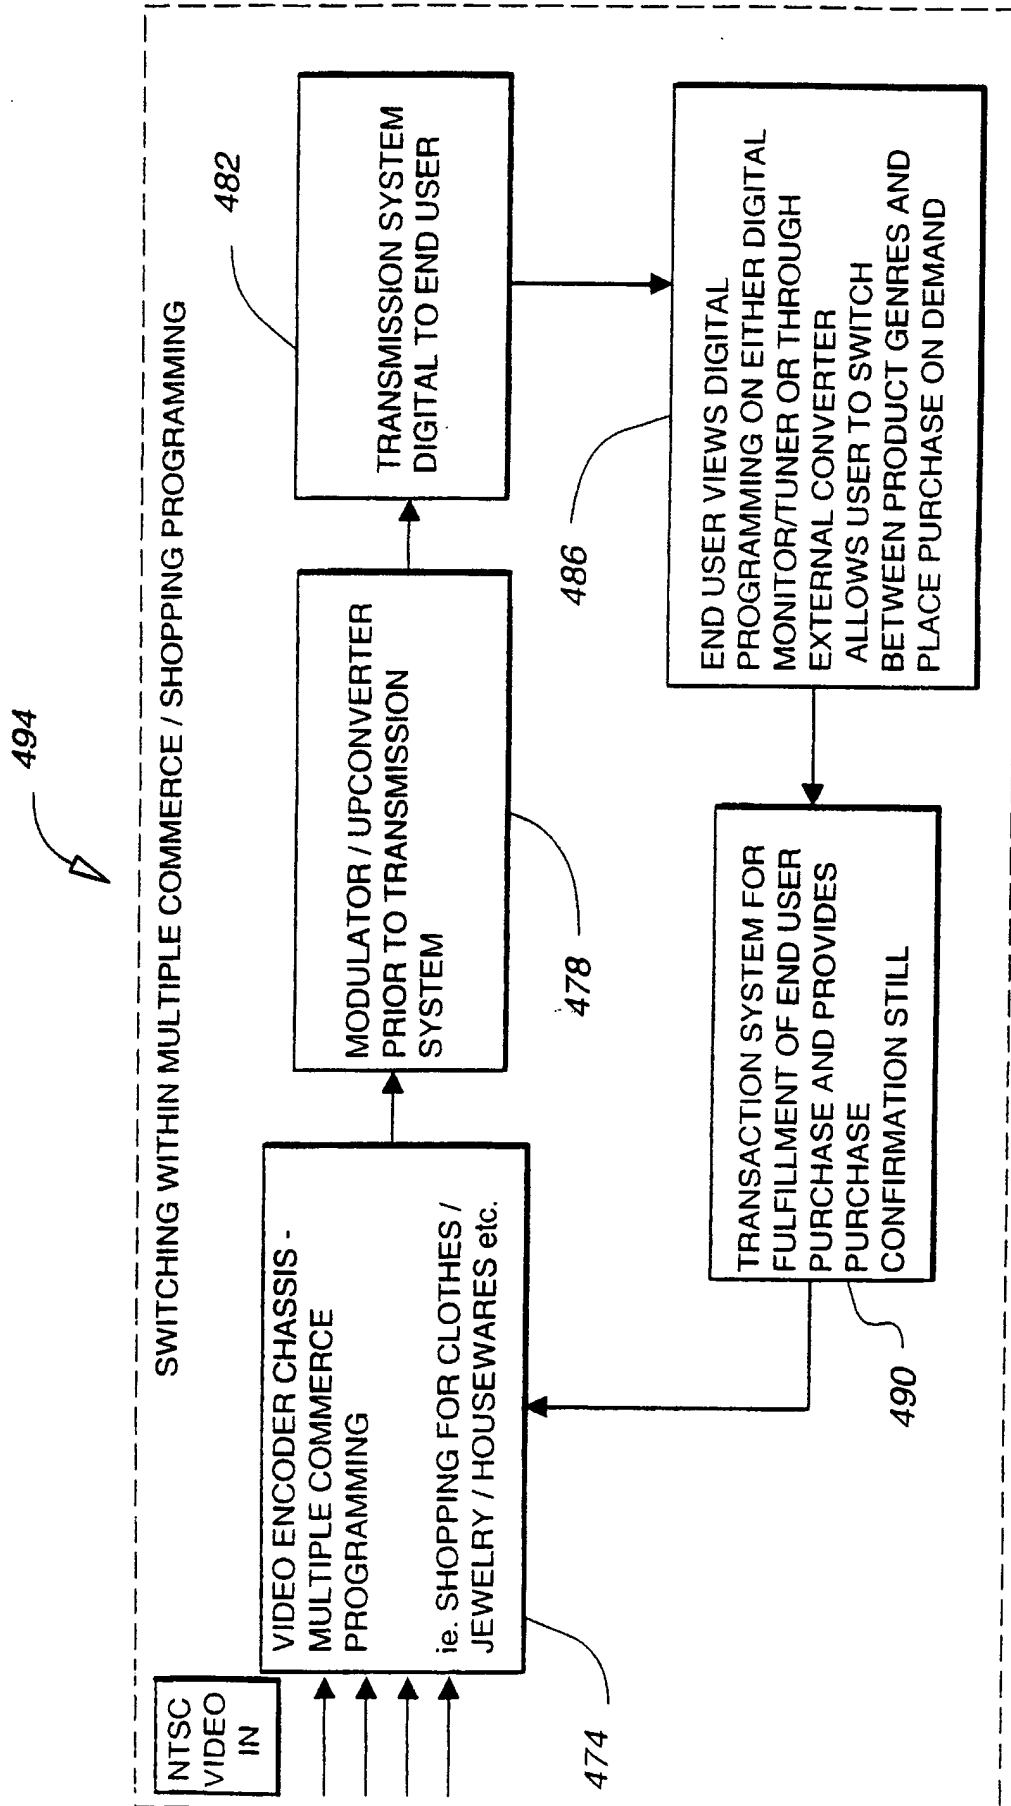 494
SWITCHING WITHIN MULTIPLE COMMERCE / SHOPPING PROGRAMMING
NTSC
VIDEO
IN
VIDEO ENCODER CHASSIS -
MULTIPLE COMMERCE
PROGRAMMING
ie. SHOPPING FOR CLOTHES /
JEWELRY / HOUSEWARES etc.
474
MODULATOR / UPCONVERTER
PRIOR TO TRANSMISSION
SYSTEM
478
TRANSMISSION SYSTEM
DIGITAL TO END USER
482
END USER VIEWS DIGITAL
PROGRAMMING ON EITHER DIGITAL
MONITOR/TUNER OR THROUGH
EXTERNAL CONVERTER
ALLOWS USER TO SWITCH
BETWEEN PRODUCT GENRES AND
PLACE PURCHASE ON DEMAND
486
TRANSACTION SYSTEM FOR
FULFILLMENT OF END USER
PURCHASE AND PROVIDES
PURCHASE
CONFIRMATION STILL
490